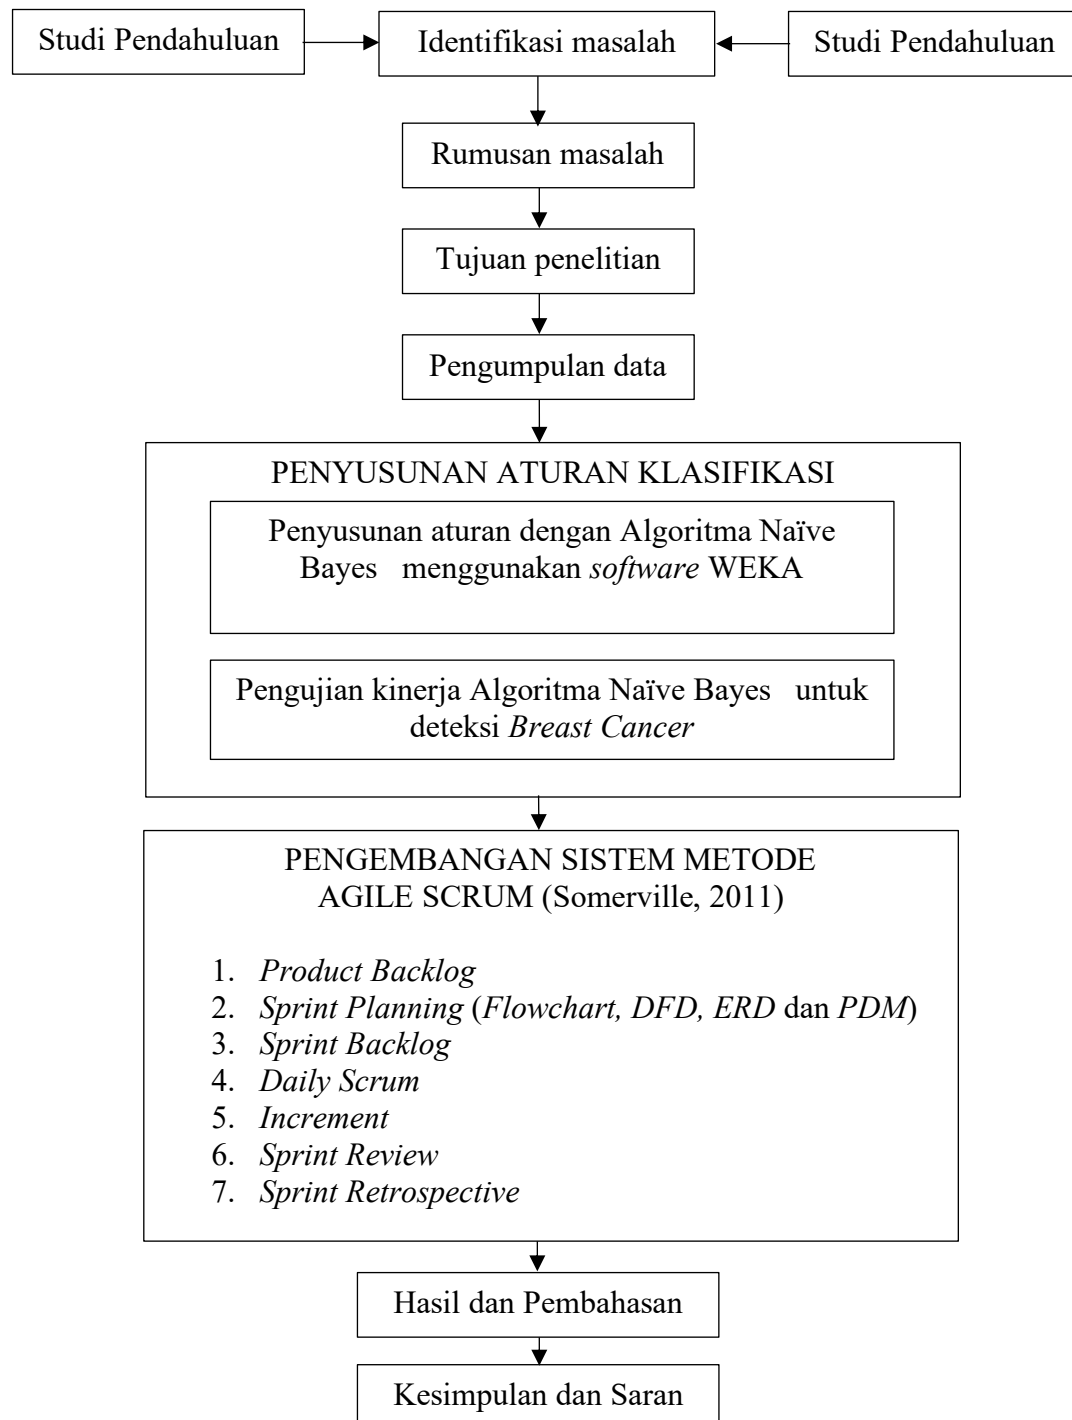 Studi Pendahuluan
Identifikasi masalah
Studi Pendahuluan
Rumusan masalah
Tujuan penelitian
Pengumpulan data
PENYUSUNAN ATURAN KLASIFIKASI
Penyusunan aturan dengan Algoritma Naïve
Bayes menggunakan software WEKA
Pengujian kinerja Algoritma Naïve Bayes untuk
deteksi Breast Cancer
PENGEMBANGAN SISTEM METODE
AGILE SCRUM (Somerville, 2011)
1. Product Backlog
2. Sprint Planning (Flowchart, DFD, ERD dan PDM)
3. Sprint Backlog
4. Daily Scrum
5. Increment
6. Sprint Review
7. Sprint Retrospective
Hasil dan Pembahasan
Kesimpulan dan Saran